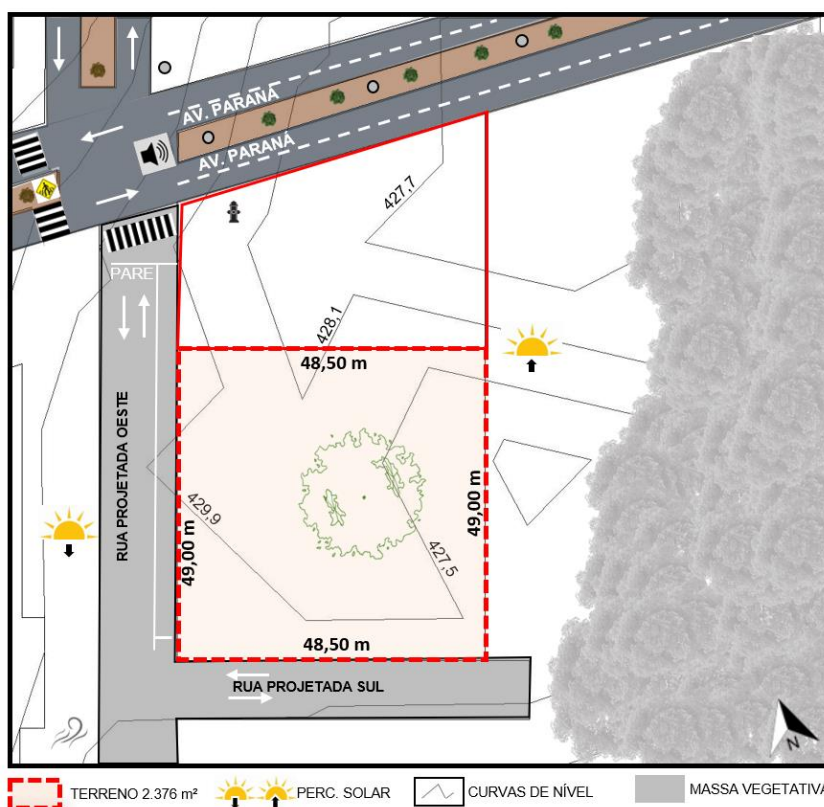 AV. PARANÁ
AV. PARANÁ
427,7
PARE
428,1
48,50 m
RUA PROJETADA OESTE
49,00 m
429,9
427,5
49,00 m
48,50 m
RUA PROJETADA SUL
N
TERRENO 2.376 m²
PERC. SOLAR
CURVAS DE NÍVEL
MASSA VEGETATIVA